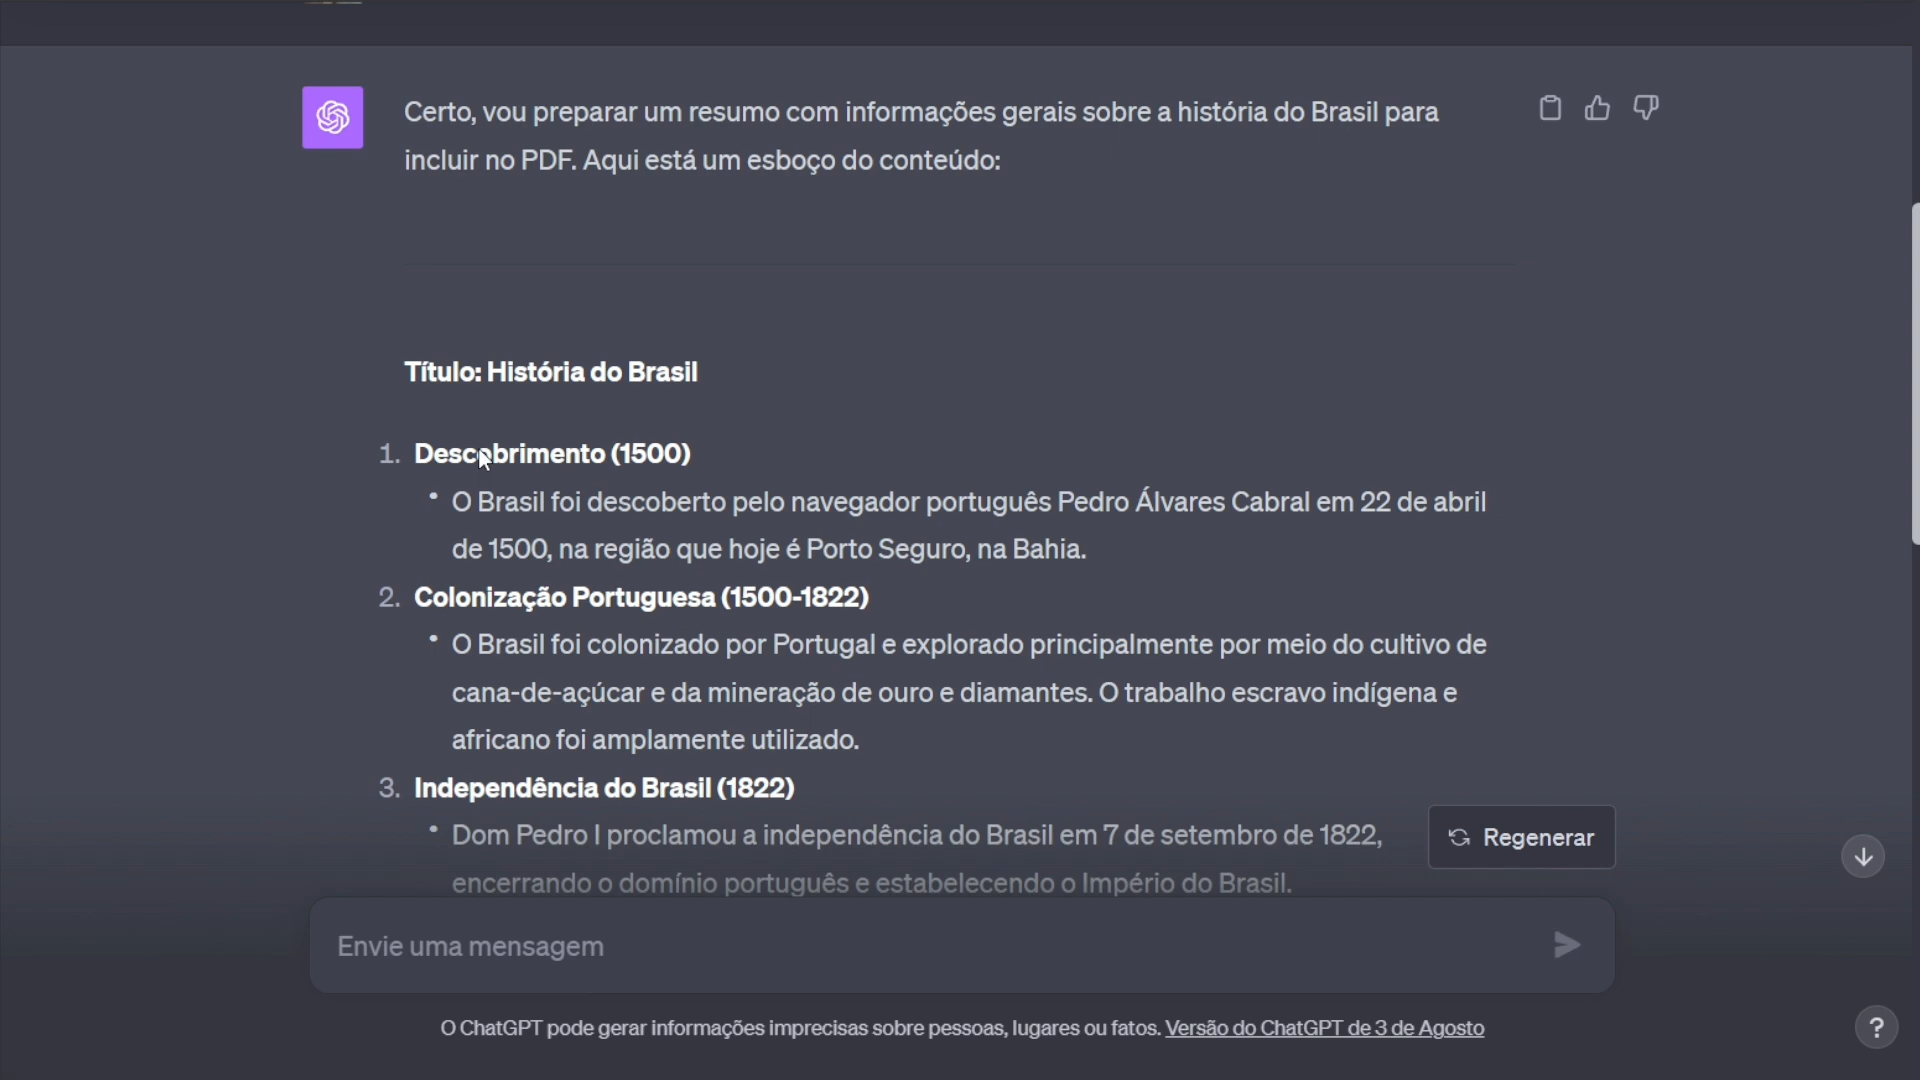 Certo, vou preparar um resumo com informações gerais sobre a história do Brasil para
incluir no PDF. Aqui está um esboço do conteúdo:
Título: História do Brasil
1. Descobrimento (1500)
• O Brasil foi descoberto pelo navegador português Pedro Álvares Cabral em 22 de abril
de 1500, na região que hoje é Porto Seguro, na Bahia.
2. Colonização Portuguesa (1500-1822)
• O Brasil foi colonizado por Portugal e explorado principalmente por meio do cultivo de
cana-de-açúcar e da mineração de ouro e diamantes. O trabalho escravo indígena e
africano foi amplamente utilizado.
3. Independência do Brasil (1822)
• Dom Pedro I proclamou a independência do Brasil em 7 de setembro de 1822,
encerrando o domínio português e estabelecendo o Império do Brasil.
Regenerar
Envie uma mensagem
O ChatGPT pode gerar informações imprecisas sobre pessoas, lugares ou fatos. Versão do ChatGPT de 3 de Agosto
?